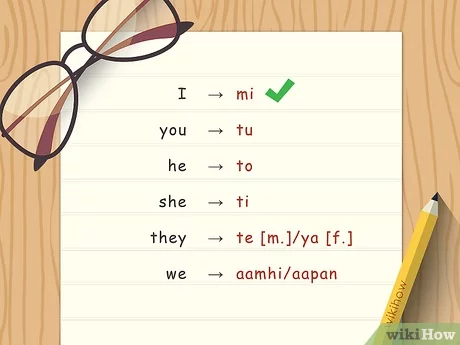 I → mi
you → tu
he → to
she → ti
they → te [m.]/ya [f.]
we → aamhi/aapan
wikihow
wikiHow